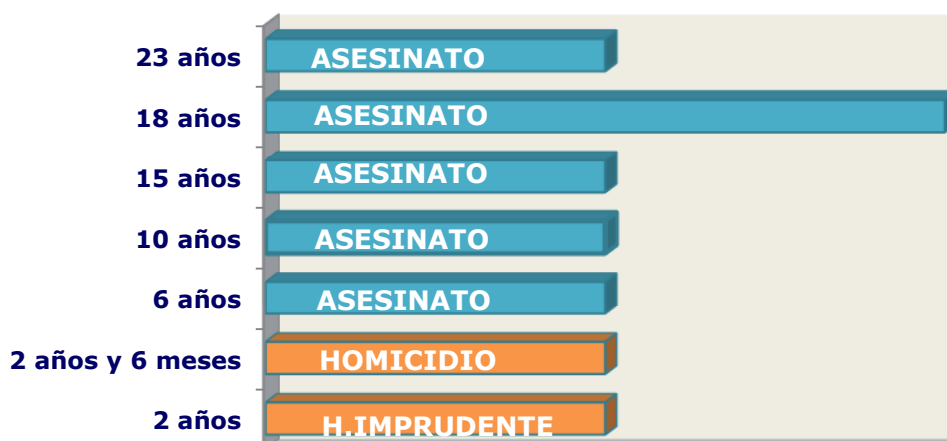 23 años ASESINATO
18 años ASESINATO
15 años ASESINATO
10 años ASESINATO
6 años ASESINATO
2 años y 6 meses HOMICIDIO
2 años H.IMPRUDENTE